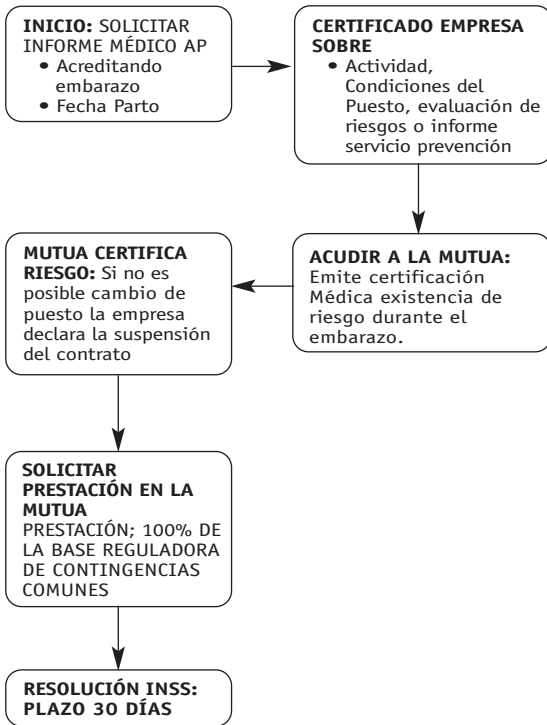 INICIO: SOLICITAR
INFORME MÉDICO AP
• Acreditando
embarazo
• Fecha Parto
CERTIFICADO EMPRESA
SOBRE
• Actividad,
Condiciones del
Puesto, evaluación de
riesgos o informe
servicio prevención
ACUDIR A LA MUTUA:
Emite certificación
Médica existencia de
riesgo durante el
embarazo.
MUTUA CERTIFICA
RIESGO: Si no es
posible cambio de
puesto la empresa
declara la suspensión
del contrato
SOLICITAR
PRESTACIÓN EN LA
MUTUA
PRESTACIÓN; 100% DE
LA BASE REGULADORA
DE CONTINGENCIAS
COMUNES
RESOLUCIÓN INSS:
PLAZO 30 DÍAS